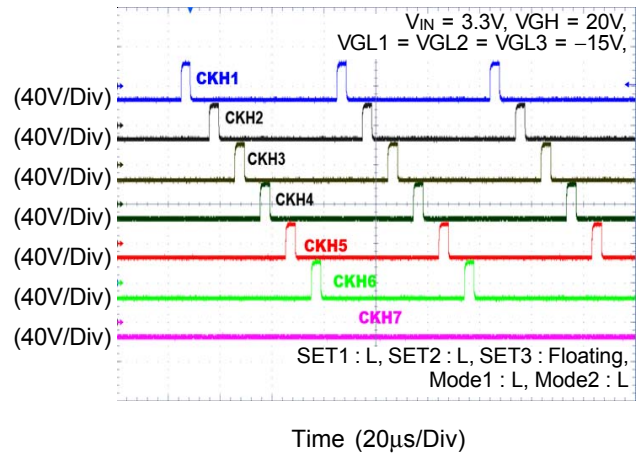 V_IN = 3.3V, VGH = 20V,
VGL1 = VGL2 = VGL3 = −15V,
CKH1
(40V/Div)
CKH2
(40V/Div)
CKH3
(40V/Div)
CKH4
(40V/Div)
CKH5
(40V/Div)
CKH6
(40V/Div)
CKH7
(40V/Div)
SET1 : L, SET2 : L, SET3 : Floating,
Mode1 : L, Mode2 : L
Time (20μs/Div)